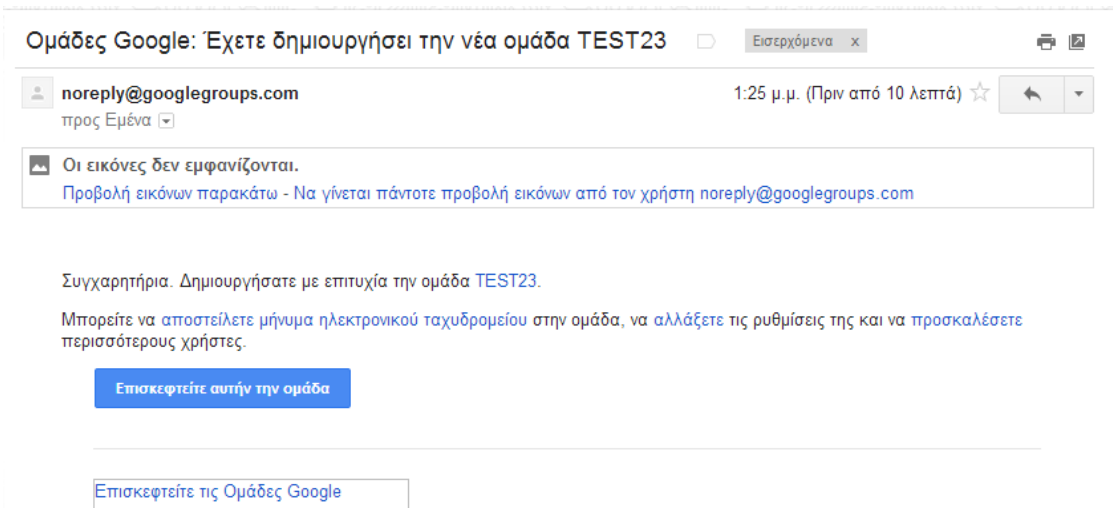 Ομάδες Google: Έχετε δημιουργήσει την νέα ομάδα TEST23 Εισερχόμενα x
noreply@googlegroups.com 1:25 μ.μ. (Πριν από 10 λεπτά)
προς Εμένα
Οι εικόνες δεν εμφανίζονται.
Προβολή εικόνων παρακάτω - Να γίνεται πάντοτε προβολή εικόνων από τον χρήστη noreply@googlegroups.com
Συγχαρητήρια. Δημιουργήσατε με επιτυχία την ομάδα TEST23.
Μπορείτε να αποστείλετε μήνυμα ηλεκτρονικού ταχυδρομείου στην ομάδα, να αλλάξετε τις ρυθμίσεις της και να προσκαλέσετε
περισσότερους χρήστες.
Επισκεφτείτε αυτήν την ομάδα
Επισκεφτείτε τις Ομάδες Google